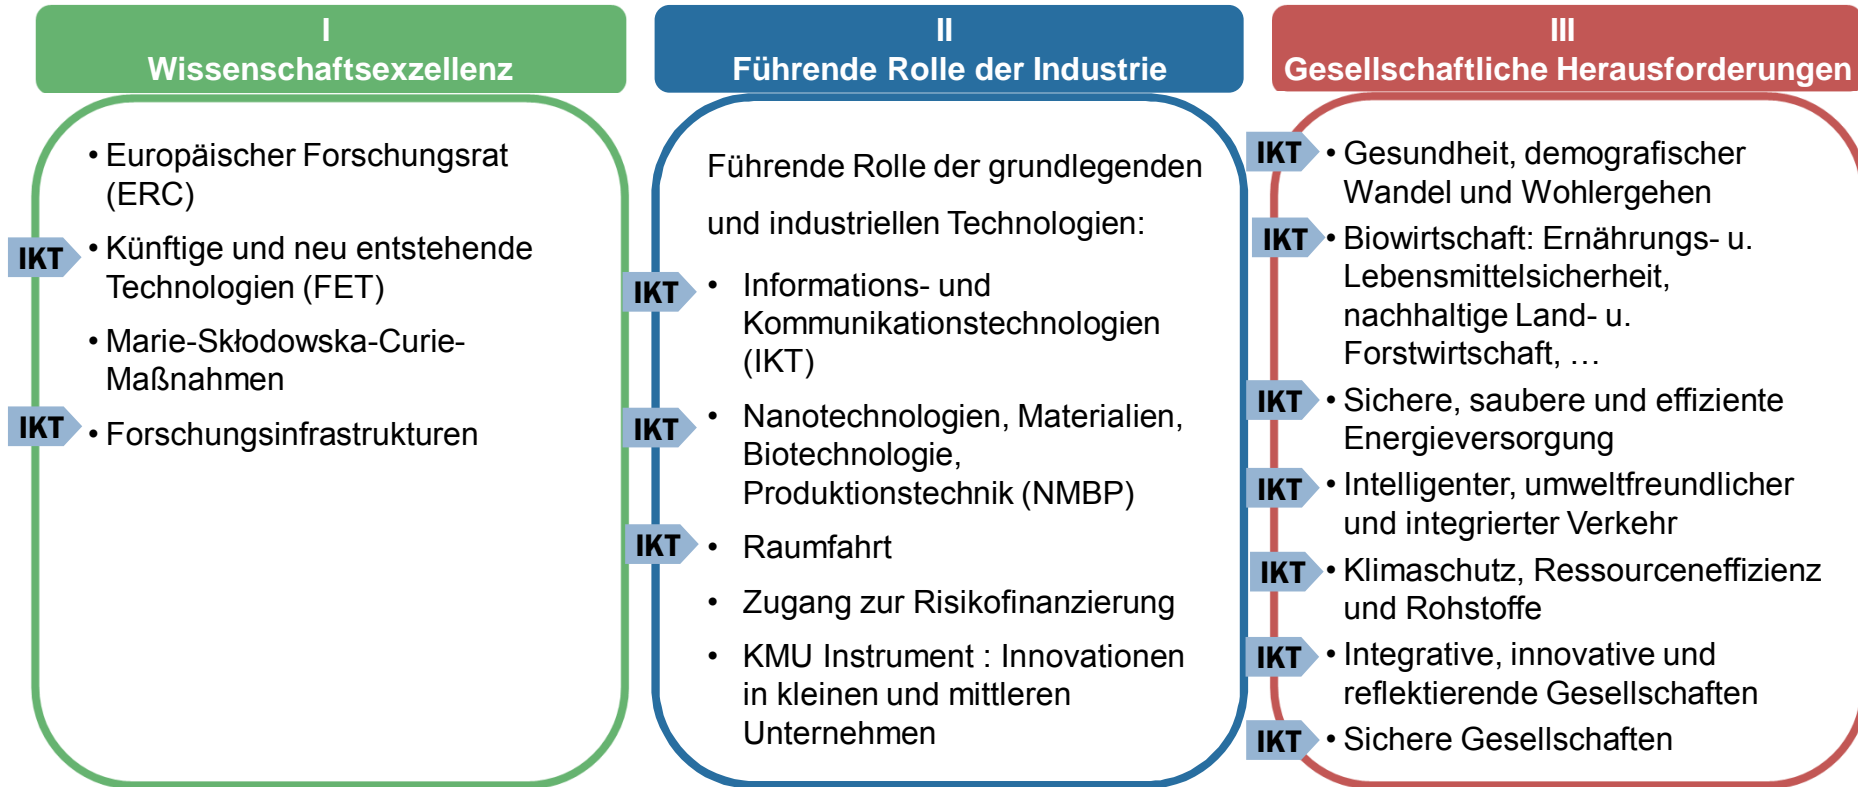 I
Wissenschaftsexzellenz
• Europäischer Forschungsrat
(ERC)
IKT • Künftige und neu entstehende
Technologien (FET)
• Marie-Skłodowska-Curie-
Maßnahmen
IKT • Forschungsinfrastrukturen
II
Führende Rolle der Industrie
Führende Rolle der grundlegenden
und industriellen Technologien:
IKT • Informations- und
Kommunikationstechnologien
(IKT)
IKT • Nanotechnologien, Materialien,
Biotechnologie,
Produktionstechnik (NMBP)
IKT • Raumfahrt
• Zugang zur Risikofinanzierung
• KMU Instrument : Innovationen
in kleinen und mittleren
Unternehmen
III
Gesellschaftliche Herausforderungen
IKT • Gesundheit, demografischer
Wandel und Wohlergehen
IKT • Biowirtschaft: Ernährungs- u.
Lebensmittelsicherheit,
nachhaltige Land- u.
Forstwirtschaft, …
IKT • Sichere, saubere und effiziente
Energieversorgung
IKT • Intelligenter, umweltfreundlicher
und integrierter Verkehr
IKT • Klimaschutz, Ressourceneffizienz
und Rohstoffe
IKT • Integrative, innovative und
reflektierende Gesellschaften
IKT • Sichere Gesellschaften